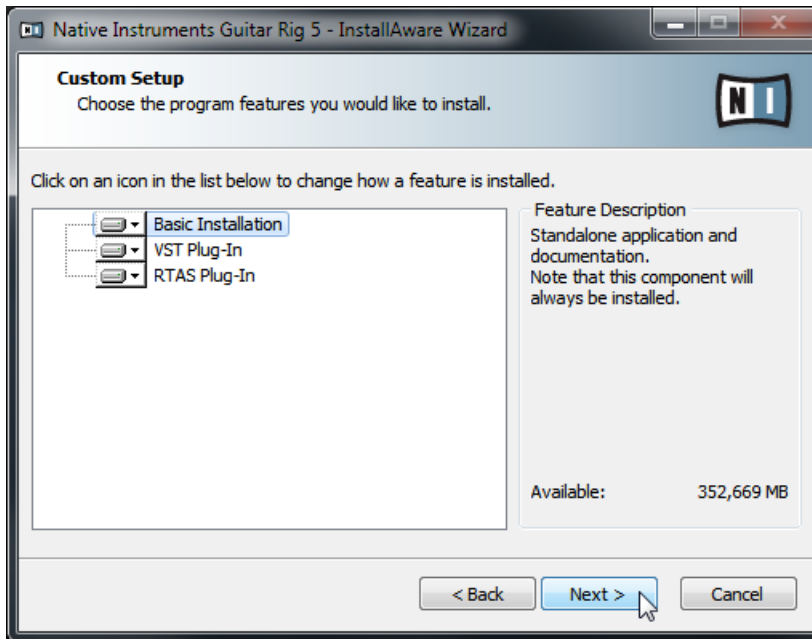 Native Instruments Guitar Rig 5 - InstallAware Wizard
Custom Setup
Choose the program features you would like to install.
N I
Click on an icon in the list below to change how a feature is installed.
Basic Installation
VST Plug-In
RTAS Plug-In
Feature Description
Standalone application and
documentation.
Note that this component will
always be installed.
Available: 352,669 MB
< Back Next > Cancel